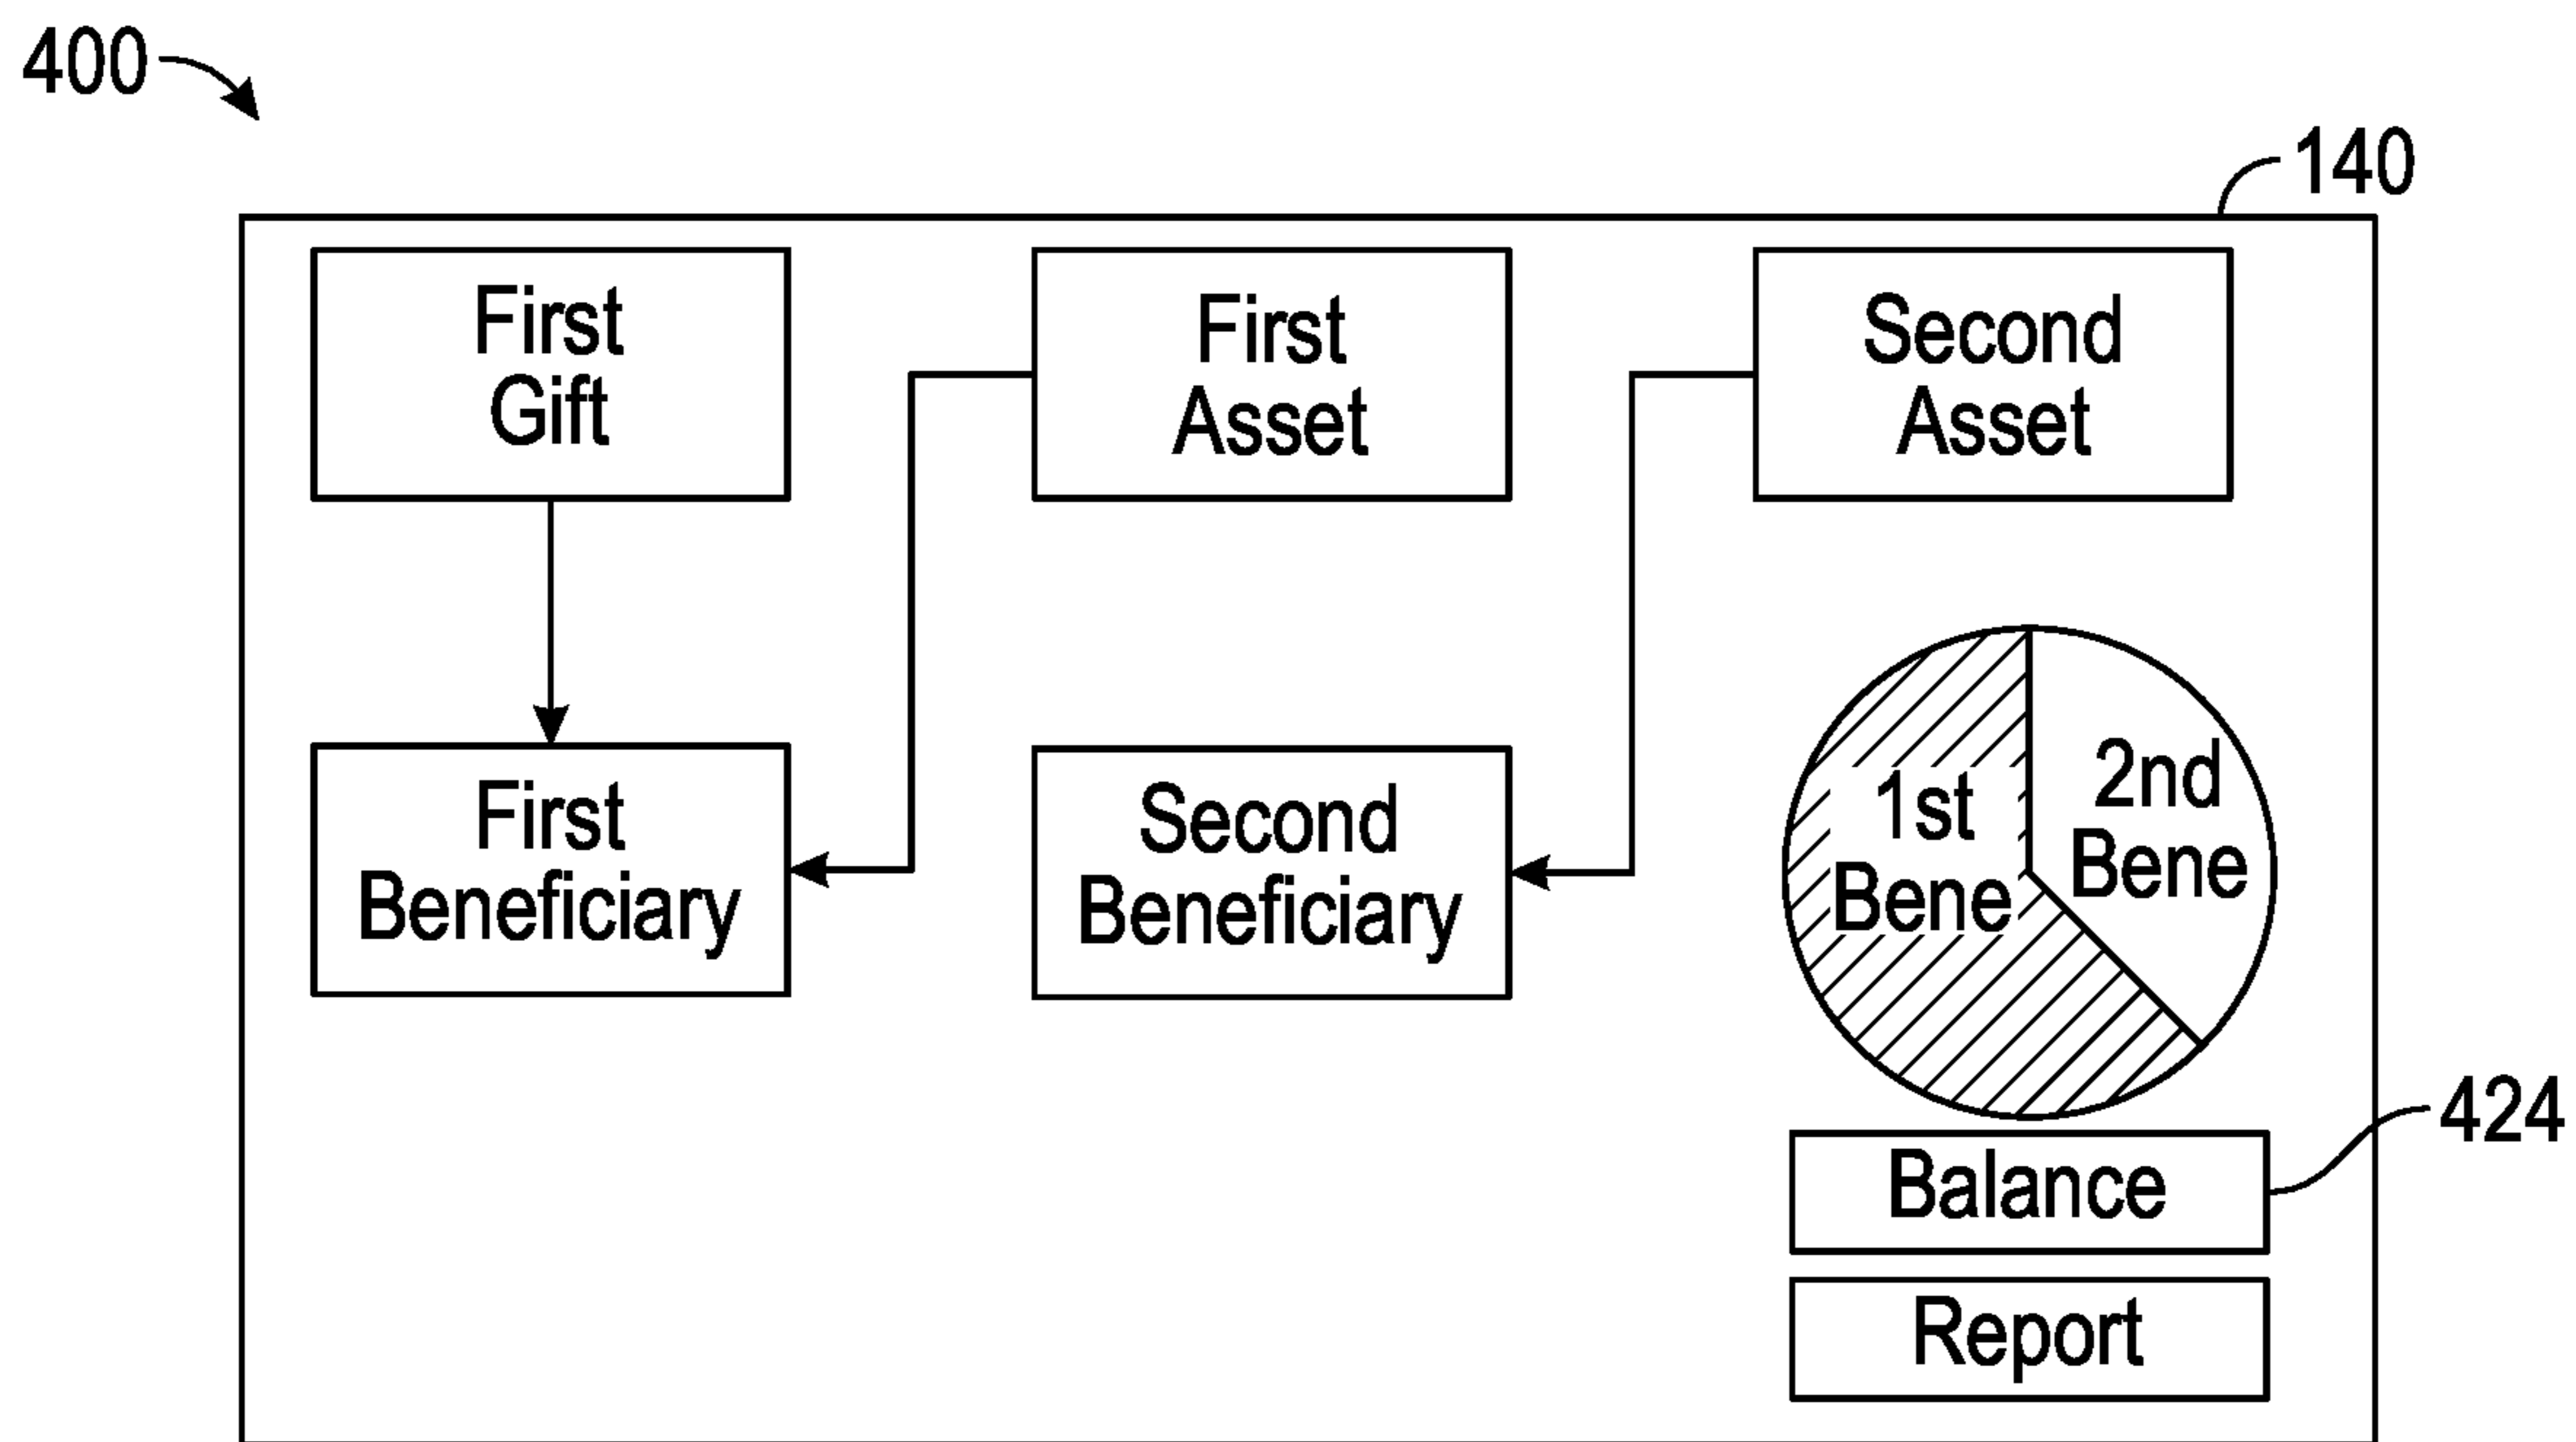 400
140
First
Gift
First
Asset
Second
Asset
First
Beneficiary
Second
Beneficiary
1st
Bene
2nd
Bene
424
Balance
Report